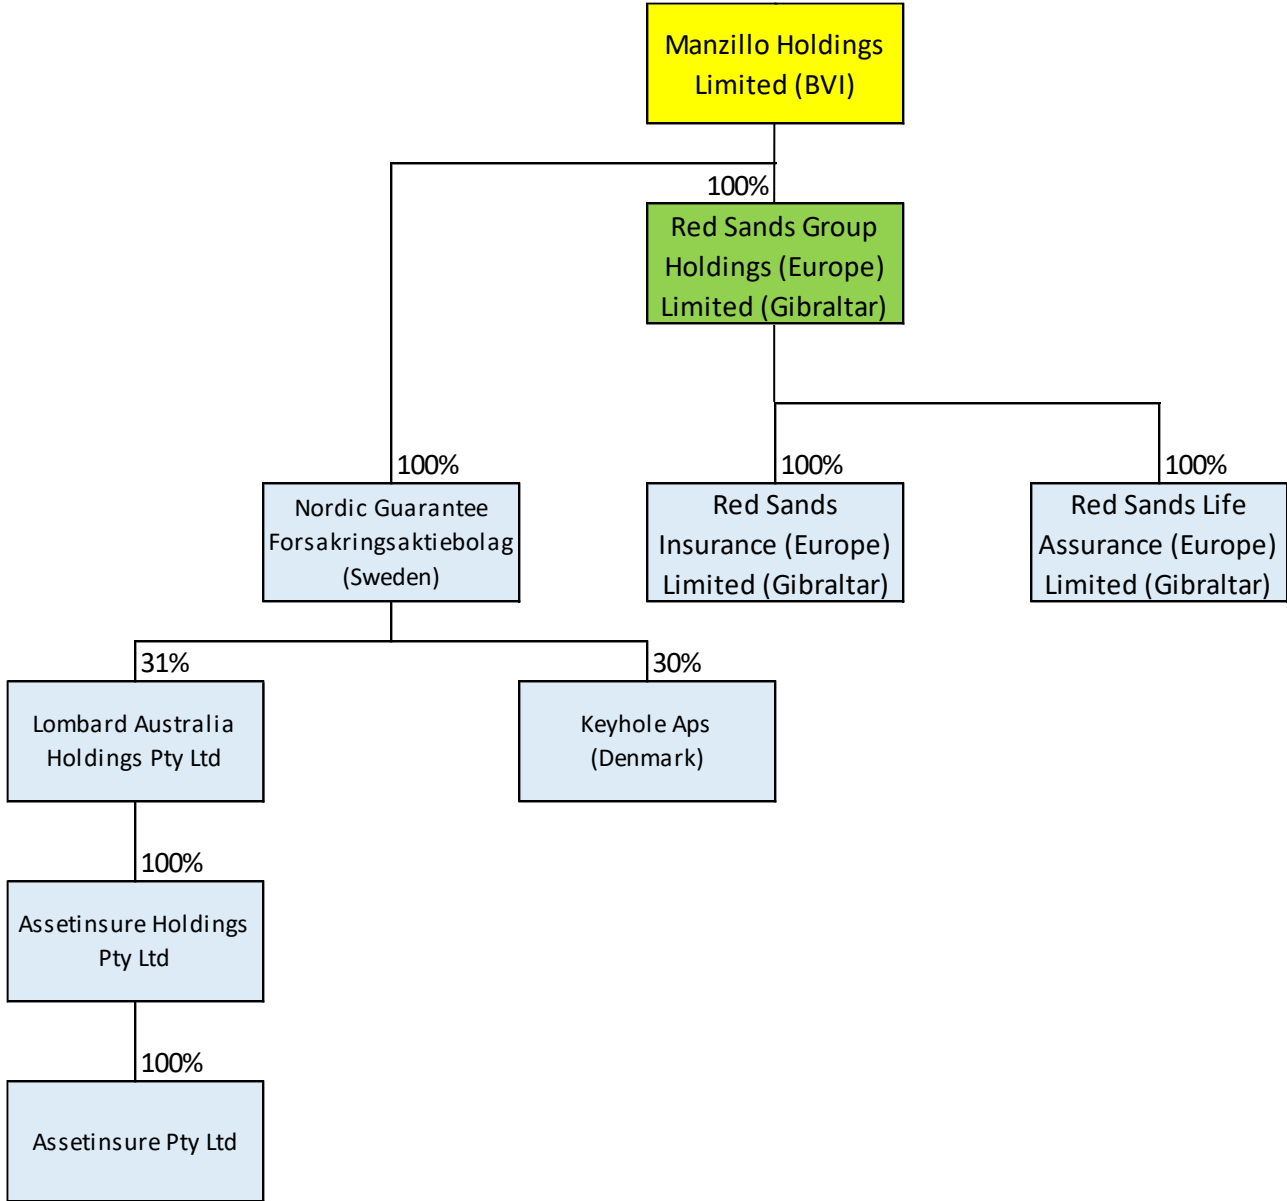 Manzillo Holdings
Limited (BVI)
100%
Red Sands Group
Holdings (Europe)
Limited (Gibraltar)
100%
Nordic Guarantee
Forsakringsaktiebolag
(Sweden)
100%
Red Sands
Insurance (Europe)
Limited (Gibraltar)
100%
Red Sands Life
Assurance (Europe)
Limited (Gibraltar)
31%
Lombard Australia
Holdings Pty Ltd
30%
Keyhole Aps
(Denmark)
100%
Assetinsure Holdings
Pty Ltd
100%
Assetinsure Pty Ltd